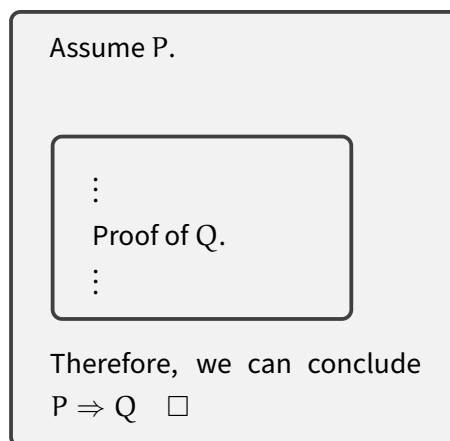 Assume P.
⋮
Proof of Q.
⋮
Therefore, we can conclude
P ⇒ Q □